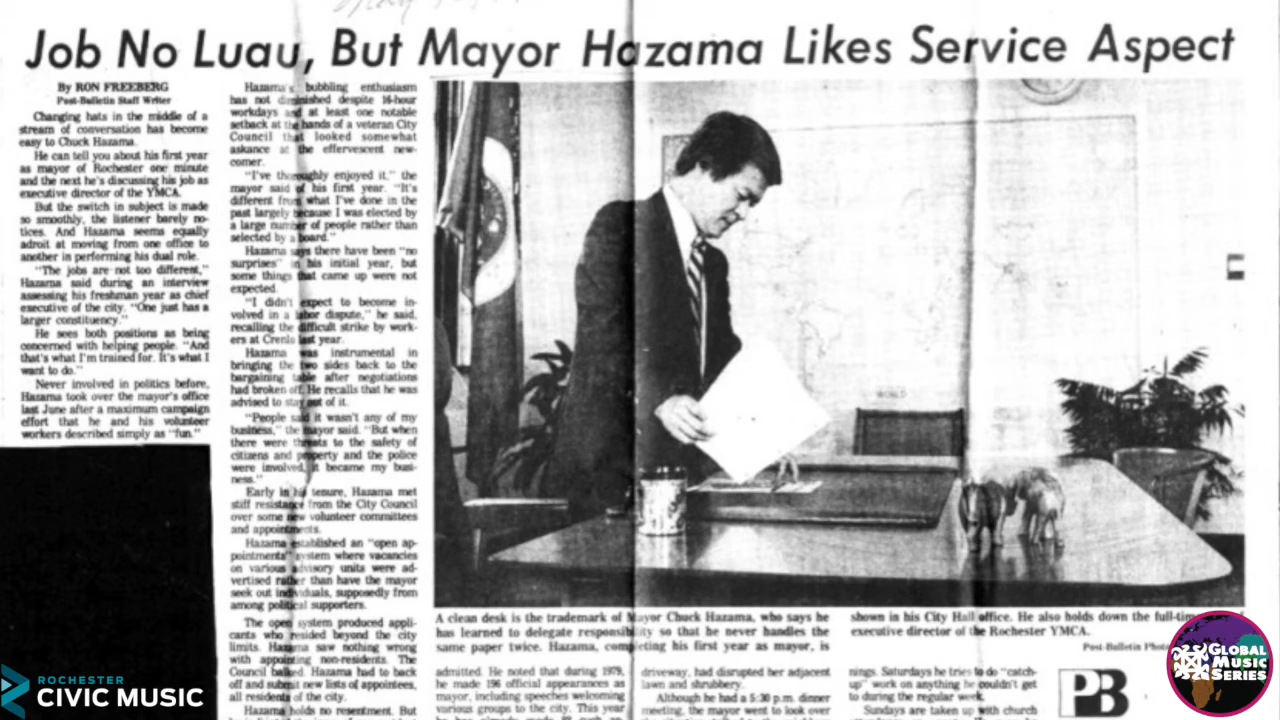 Job No Luau, But Mayor Hazama Likes Service Aspect
By RON FREEBERG
Post-Bulletin Staff Writer
Changing hats in the middle of a
stream of conversation has become
easy to Chuck Hazama.
He can tell you about his first year
as mayor of Rochester one minute
and the next he's discussing his job as
executive director of the YMCA.
But the switch in subject is made
so smoothly, the listener barely no-
tices. And Hazama seems equally
adroit at moving from one office to
another in performing his dual role.
"The jobs are not too different,"
Hazama said during an interview
assessing his freshman year as chief
executive of the city. "One just has a
larger constituency."
He sees both positions as being
concerned with helping people. "And
that's what I'm trained for. It's what I
want to do."
Never involved in politics before,
Hazama took over the mayor's office
last June after a maximum campaign
effort that he and his volunteer
workers described simply as "fun."
Hazama's bubbling enthusiasm
has not diminished despite 16-hour
workdays and at least one notable
setback at the hands of a veteran City
Council that looked somewhat
askance at the effervescent new-
comer.
"I've thoroughly enjoyed it," the
mayor said of his first year. "It's
different from what I've done in the
past largely because I was elected by
a large number of people rather than
selected by a board."
Hazama says there have been "no
surprises" in his initial year, but
some things that came up were not
expected.
"I didn't expect to become in-
volved in a labor dispute," he said,
recalling the difficult strike by work-
ers at Crenlo last year.
Hazama was instrumental in
bringing the two sides back to the
bargaining table after negotiations
had broken off. He recalls that he was
advised to stay out of it.
"People said it wasn't any of my
business," the mayor said. "But when
there were threats to the safety of
citizens and property and the police
were involved, it became my busi-
ness."
Early in his tenure, Hazama met
stiff resistance from the City Council
over some new volunteer committees
and appointments.
Hazama established an "open ap-
pointments" system where vacancies
on various advisory units were ad-
vertised rather than have the mayor
seek out individuals, supposedly from
among political supporters.
The open system produced appli-
cants who resided beyond the city
limits. Hazama saw nothing wrong
with appointing non-residents. The
Council balked. Hazama had to back
off and submit new lists of appointees,
all residents of the city.
Hazama holds no resentment. But
A clean desk is the trademark of Mayor Chuck Hazama, who says he
has learned to delegate responsibility so that he never handles the
same paper twice. Hazama, completing his first year as mayor, is
shown in his City Hall office. He also holds down the full-time
executive director of the Rochester YMCA.
Post-Bulletin Photo
admitted. He noted that during 1979,
he made 196 official appearances as
mayor, including speeches welcoming
various groups to the city. This year
driveway, had disrupted her adjacent
lawn and shrubbery.
Although he had a 5:30 p.m. dinner
meeting, the mayor went to look over
nings. Saturdays he tries to do "catch-
up" work on anything he couldn't get
to during the regular week.
Sundays are taken up with church
PB
ROCHESTER
CIVIC MUSIC
GLOBAL
MUSIC
SERIES